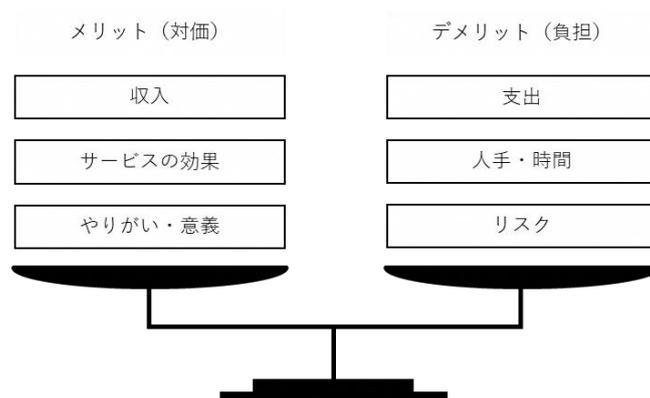 メリット（対価）
収入
サービスの効果
やりがい・意義
デメリット（負担）
支出
人手・時間
リスク